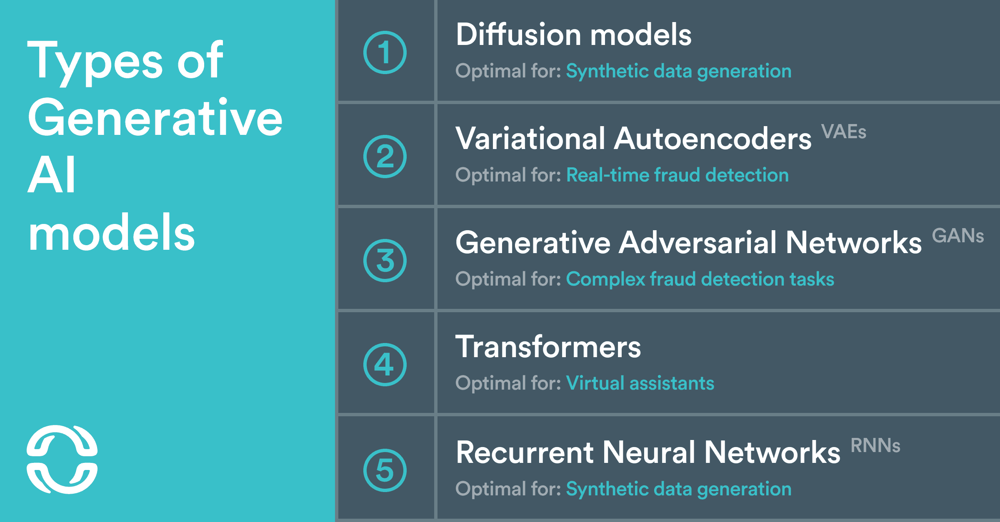 Types of
Generative
AI
models
1
Diffusion models
Optimal for: Synthetic data generation
2
Variational Autoencoders VAEs
Optimal for: Real-time fraud detection
3
Generative Adversarial Networks GANs
Optimal for: Complex fraud detection tasks
4
Transformers
Optimal for: Virtual assistants
5
Recurrent Neural Networks RNNs
Optimal for: Synthetic data generation